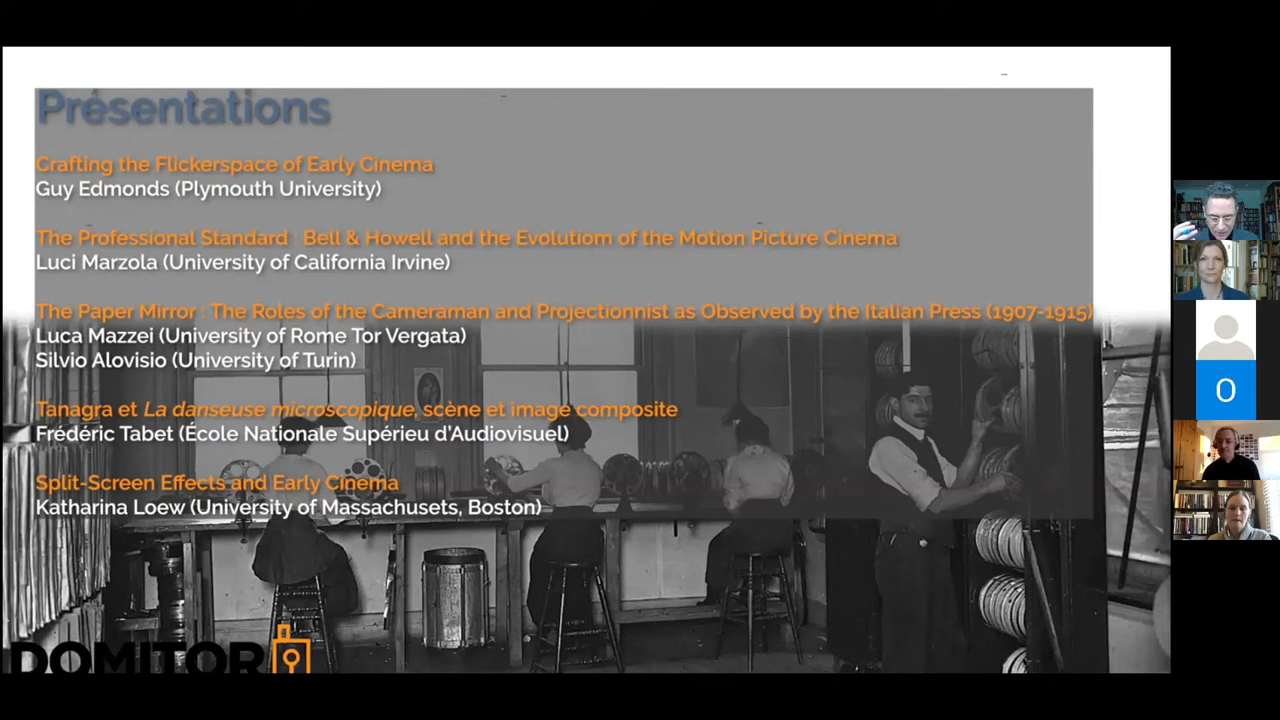 Présentations
Crafting the Flickerspace of Early Cinema
Guy Edmonds (Plymouth University)
The Professional Standard : Bell & Howell and the Evolutiom of the Motion Picture Cinema
Luci Marzola (University of California Irvine)
The Paper Mirror : The Roles of the Cameraman and Projectionnist as Observed by the Italian Press (1907-1915)
Luca Mazzei (University of Rome Tor Vergata)
Silvio Alovisio (University of Turin)
Tanagra et La danseuse microscopique, scène et image composite
Frédéric Tabet (École Nationale Supérieu d'Audiovisuel)
Split-Screen Effects and Early Cinema
Katharina Loew (University of Massachusets, Boston)
DOMITOR
O